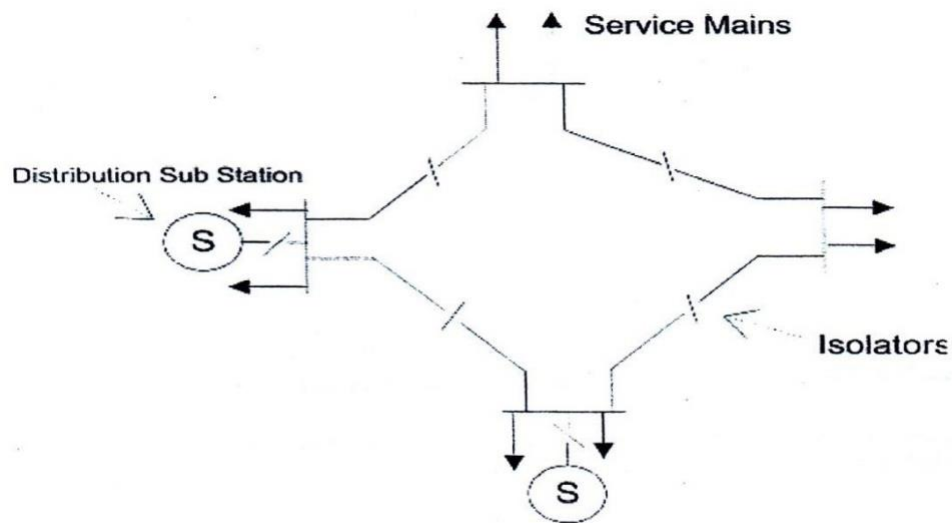 Service Mains
Distribution Sub Station
S
Isolators
S